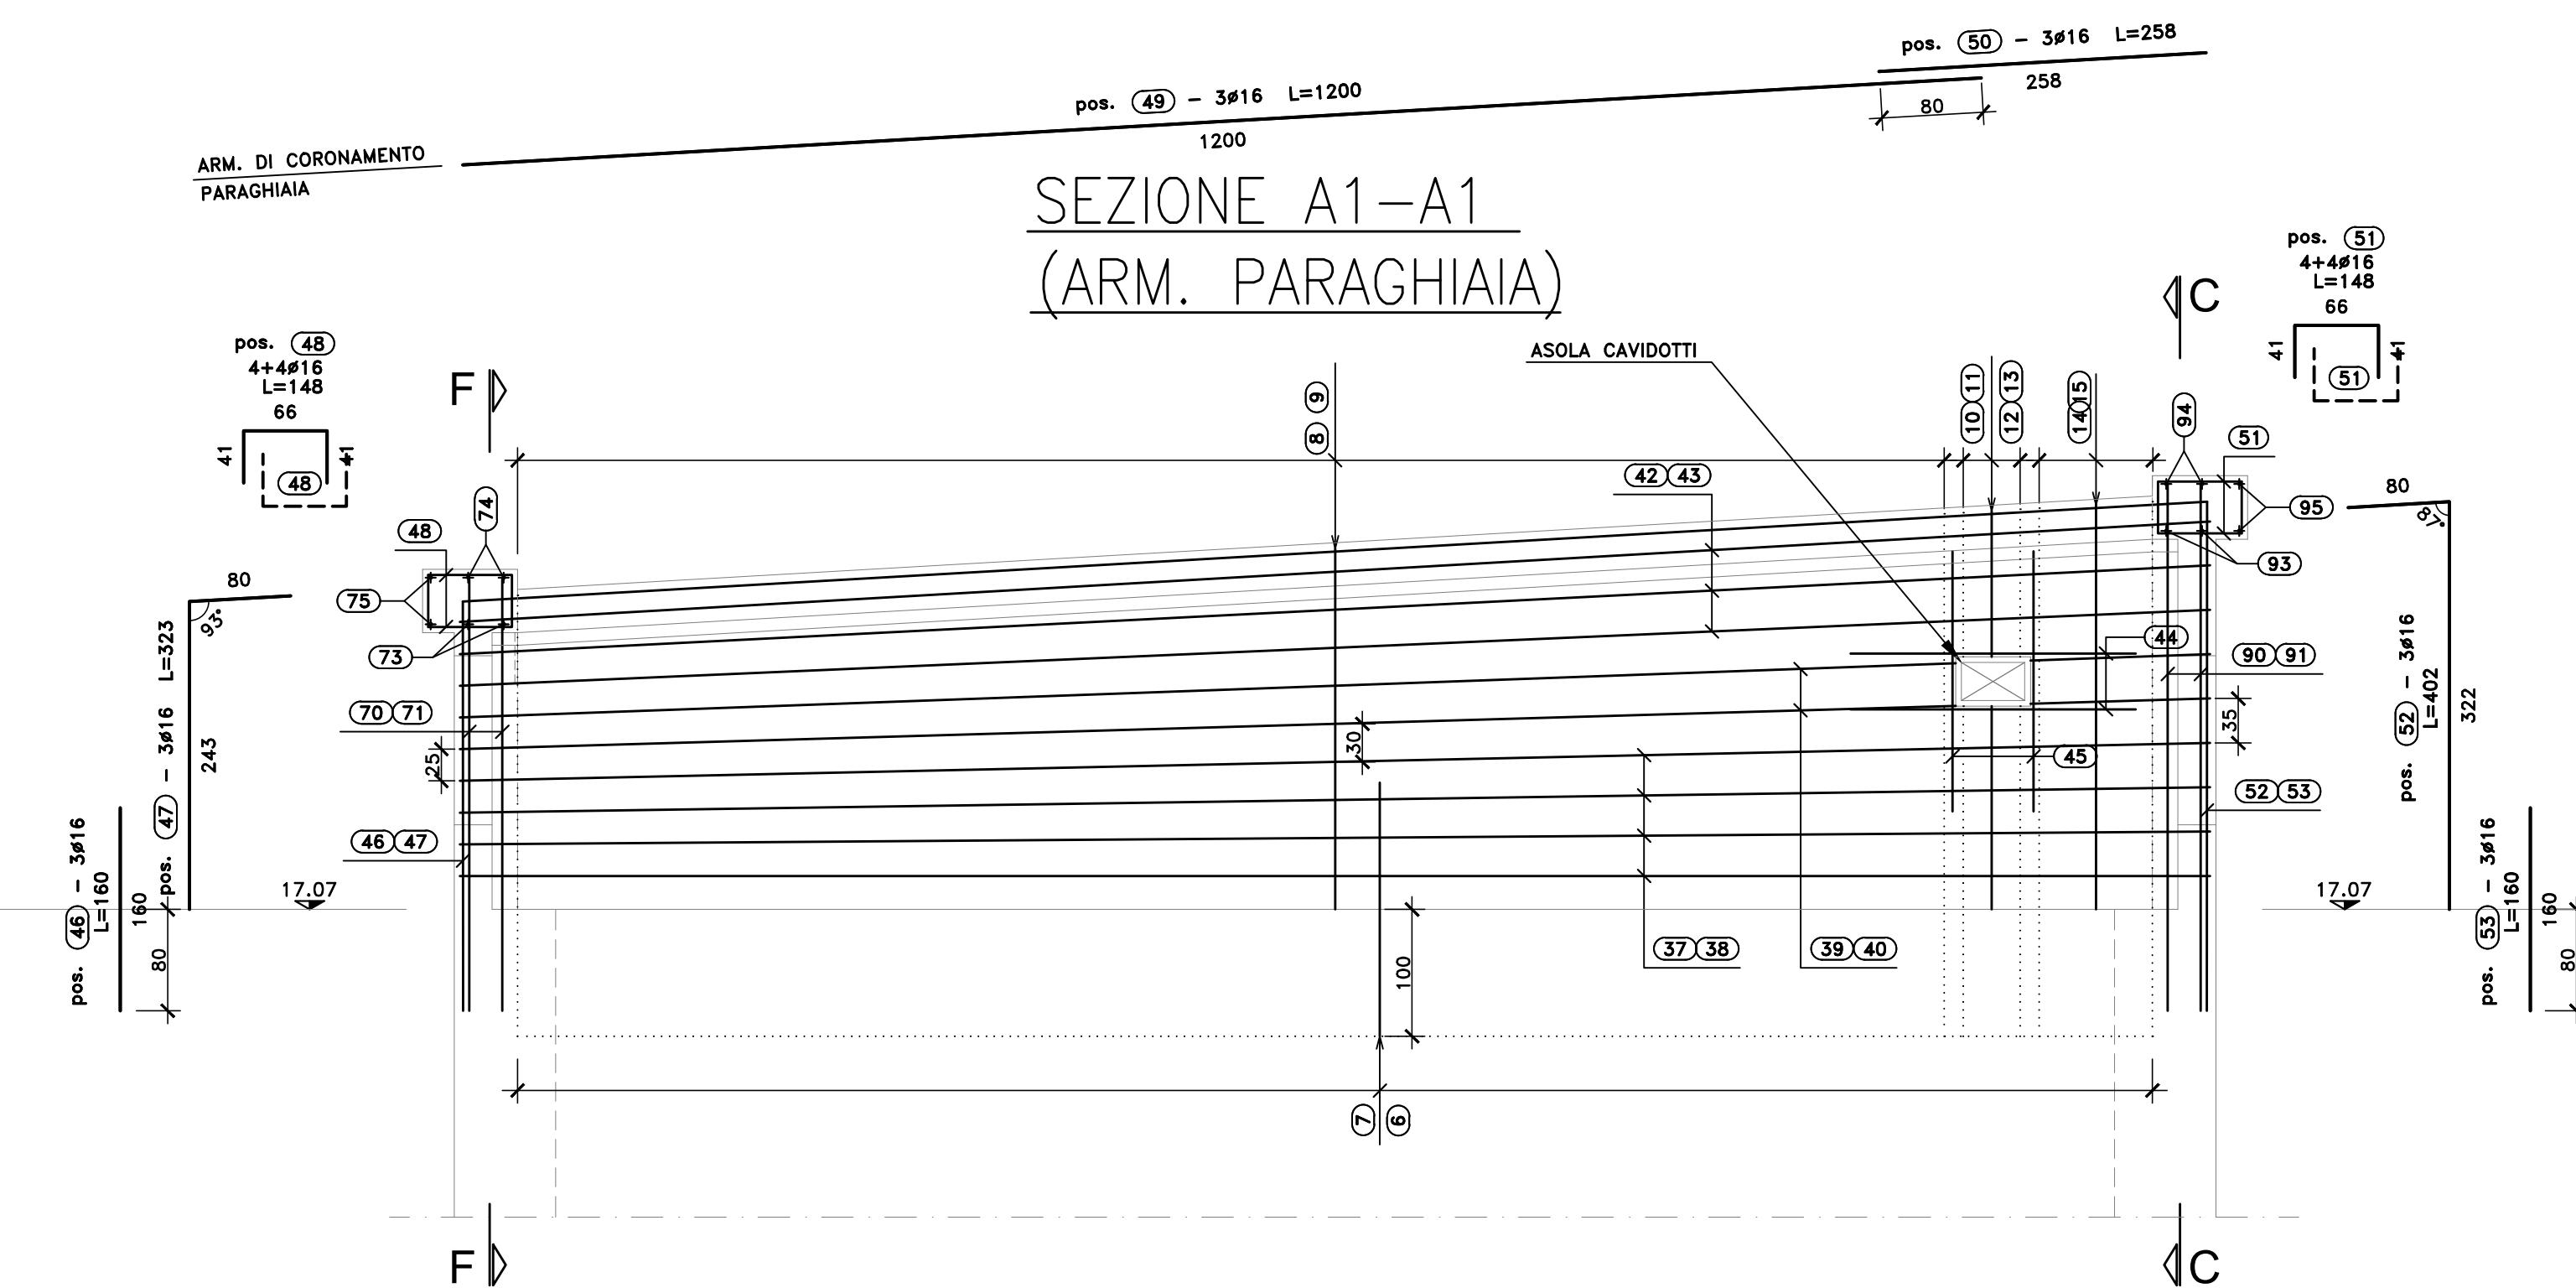 pos. 50 - 3ø16 L=258
258
80
pos. 49 - 3ø16 L=1200
1200
ARM. DI CORONAMENTO
PARAGHIAIA
SEZIONE A1-A1
(ARM. PARAGHIAIA)
pos. 48
4+4ø16
L=148
66
41
41
48
pos. 51
4+4ø16
L=148
66
41
41
51
F
C
ASOLA CAVIDOTTI
8 9
10 11
12 13
14 15
94
51
42 43
95
93
74
48
75
73
80
93°
pos. 47 - 3ø16 L=323
243
pos. 46 - 3ø16
L=160
160
80
80
87°
pos. 52 - 3ø16
L=402
322
pos. 53 - 3ø16
L=160
160
80
70 71
25
46 47
17.07
30
44
90 91
35
45
52 53
17.07
37 38
39 40
100
7
6
F
C